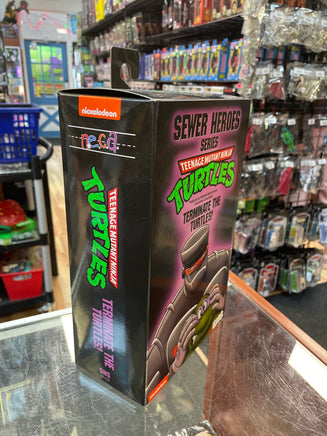 nickelodeon
neca
TEENAGE MUTANT NINJA
TURTLES
TERMINATE THE
TURTLES!
SEWER HEROES
SERIES
TEENAGE MUTANT NINJA
TURTLES
TERMINATE THE
TURTLES!
nickelodeon